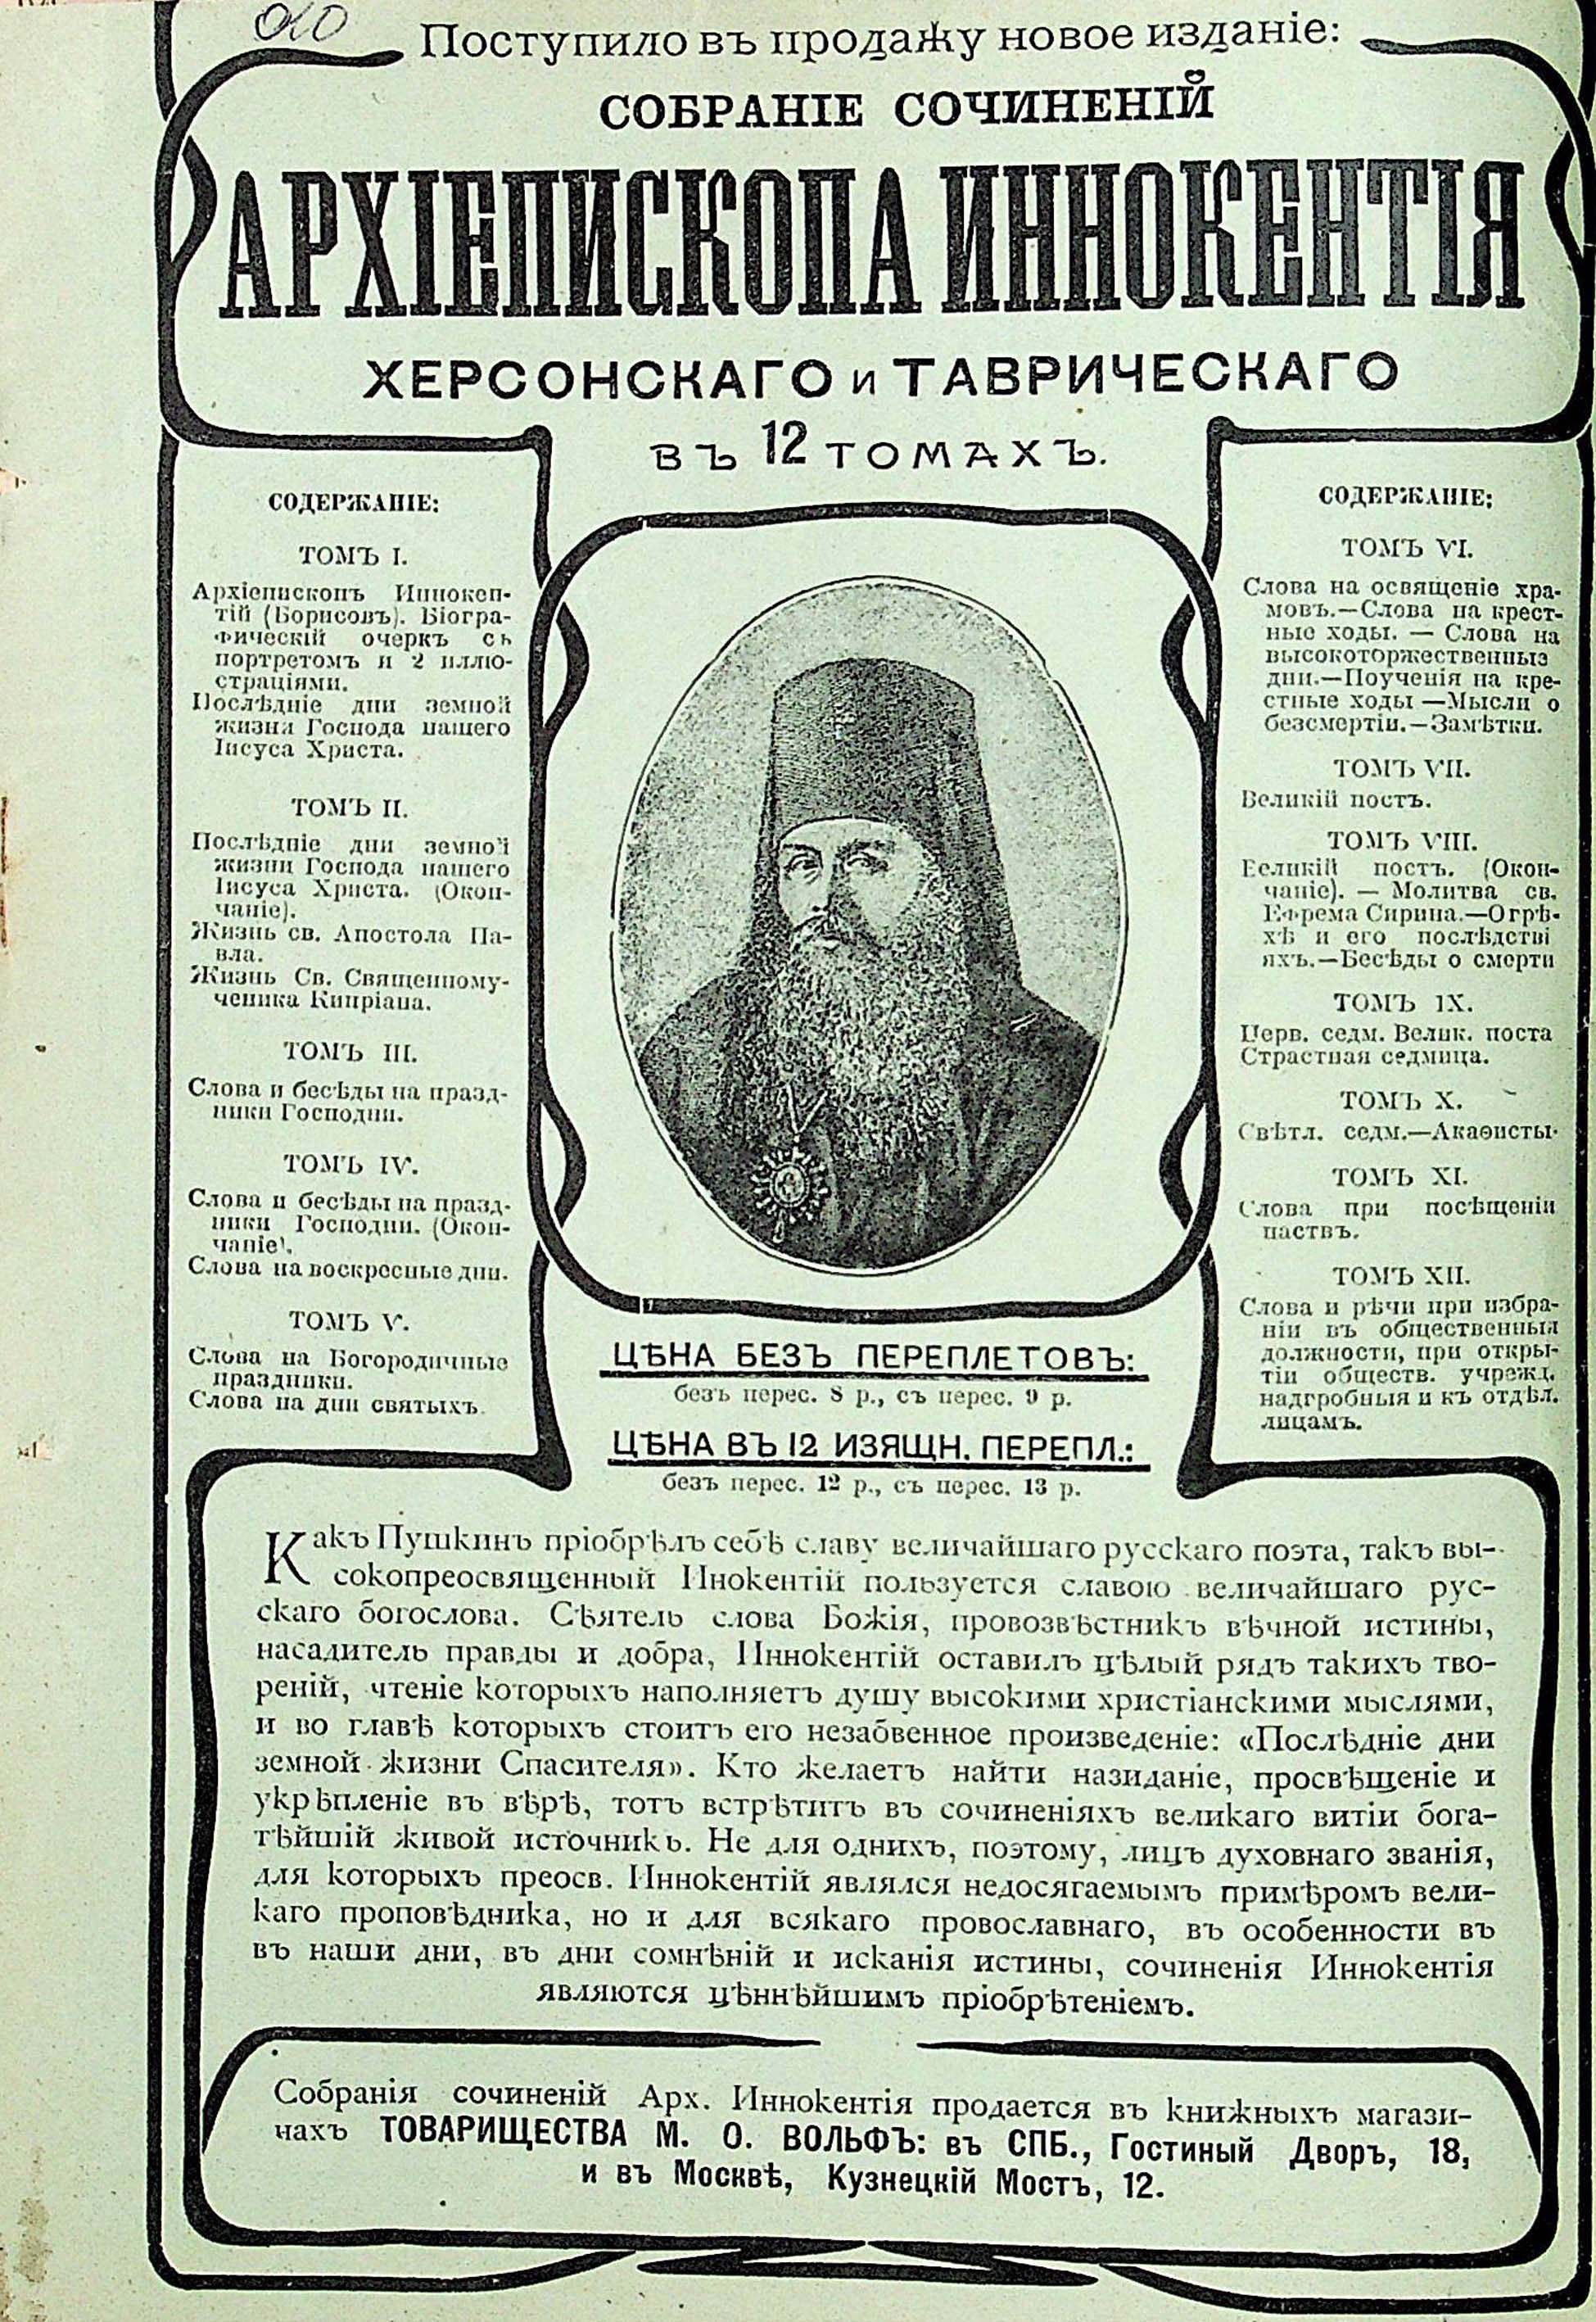 Поступило въ продажу новое изданіе:
СОБРАНІЕ СОЧИНЕНІЙ
АРХІЕПИСКОПА ИННОКЕНТІЯ
ХЕРСОНСКАГО и ТАВРИЧЕСКАГО
въ 12 томахъ.
СОДЕРЖАНІЕ:
ТОМЪ I.
Архіепископъ Иннокен-
тій (Борисовъ). Біогра-
фическій очеркъ съ
портретомъ и 2 иллю-
страціями.
Послѣдніе дни земной
жизни Господа нашего
Іисуса Христа.
ТОМЪ II.
Послѣдніе дни земной
жизни Господа нашего
Іисуса Христа. (Окон-
чаніе).
Жизнь св. Апостола Па-
вла.
Жизнь Св. Священному-
ченика Кипріана.
ТОМЪ III.
Слова и бесѣды на празд-
ники Господни.
ТОМЪ IV.
Слова и бесѣды на празд-
ники Господни. (Окон-
чаніе).
Слова на воскресные дни.
ТОМЪ V.
Слова на Богородичные
праздники.
Слова на дни святыхъ.
СОДЕРЖАНІЕ:
ТОМЪ VI.
Слова на освященіе хра-
мовъ.—Слова на крест-
ные ходы. — Слова на
высокоторжественныя
дни.—Поученія на кре-
стные ходы —Мысли о
безсмертіи.—Замѣтки.
ТОМЪ VII.
Великій постъ.
ТОМЪ VIII.
Великій постъ. (Окон-
чаніе). — Молитва св.
Ефрема Сирина.—О грѣ-
хѣ и его послѣдстві
яхъ.—Бесѣды о смерти
ТОМЪ IX.
Перв. седм. Велик. поста
Страстная седмица.
ТОМЪ X.
Свѣтл. седм.—Акаѳисты.
ТОМЪ XI.
Слова при посѣщеніи
паствъ.
ТОМЪ XII.
Слова и рѣчи при избра-
ніи въ общественныя
должности, при откры-
тіи обществ. учрежд.
надгробныя и къ отдѣл.
лицамъ.
ЦѢНА БЕЗЪ ПЕРЕПЛЕТОВЪ:
безъ перес. 8 р., съ перес. 9 р.
ЦѢНА ВЪ 12 ИЗЯЩН. ПЕРЕПЛ.:
безъ перес. 12 р., съ перес. 13 р.
Какъ Пушкинъ пріобрѣлъ себѣ славу величайшаго русскаго поэта, такъ вы-
сокопреосвященный Инокентій пользуется славою величайшаго рус-
скаго богослова. Сѣятель слова Божія, провозвѣстникъ вѣчной истины,
насадитель правды и добра, Иннокентій оставилъ цѣлый рядъ такихъ тво-
реній, чтеніе которыхъ наполняетъ душу высокими христіанскими мыслями,
и во главѣ которыхъ стоитъ его незабвенное произведеніе: «Послѣдніе дни
земной жизни Спасителя». Кто желаетъ найти назиданіе, просвѣщеніе и
укрѣпленіе въ вѣрѣ, тотъ встрѣтитъ въ сочиненіяхъ великаго витіи бога-
тѣйшій живой источникъ. Не для однихъ, поэтому, лицъ духовнаго званія,
для которыхъ преосв. Иннокентій являлся недосягаемымъ примѣромъ вели-
каго проповѣдника, но и для всякаго провославнаго, въ особенности въ
въ наши дни, въ дни сомнѣній и исканія истины, сочиненія Иннокентія
являются цѣннѣйшимъ пріобрѣтеніемъ.
Собранія сочиненій Арх. Иннокентія продается въ книжныхъ магази-
нахъ ТОВАРИЩЕСТВА М. О. ВОЛЬФЪ: въ СПБ., Гостиный Дворъ, 18,
и въ Москвѣ, Кузнецкій Мостъ, 12.